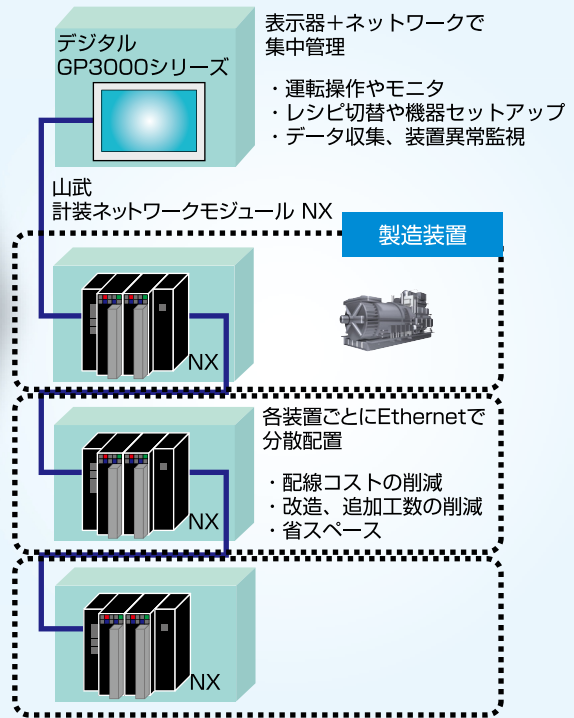 デジタル
GP3000シリーズ
表示器＋ネットワークで
集中管理
・運転操作やモニタ
・レシピ切替や機器セットアップ
・データ収集、装置異常監視
山武
計装ネットワークモジュール NX
製造装置
NX
各装置ごとにEthernetで
分散配置
・配線コストの削減
・改造、追加工数の削減
・省スペース
NX
NX